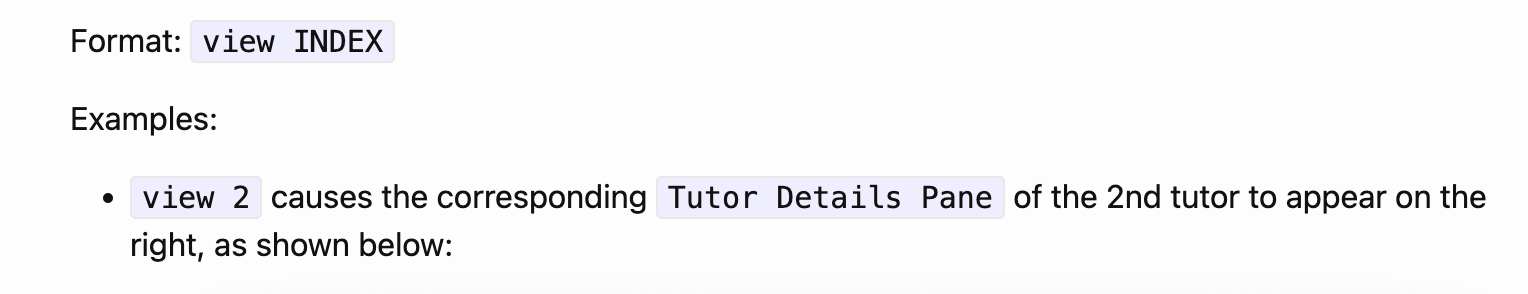 Format: view INDEX
Examples:
• view 2 causes the corresponding Tutor Details Pane of the 2nd tutor to appear on the
right, as shown below: